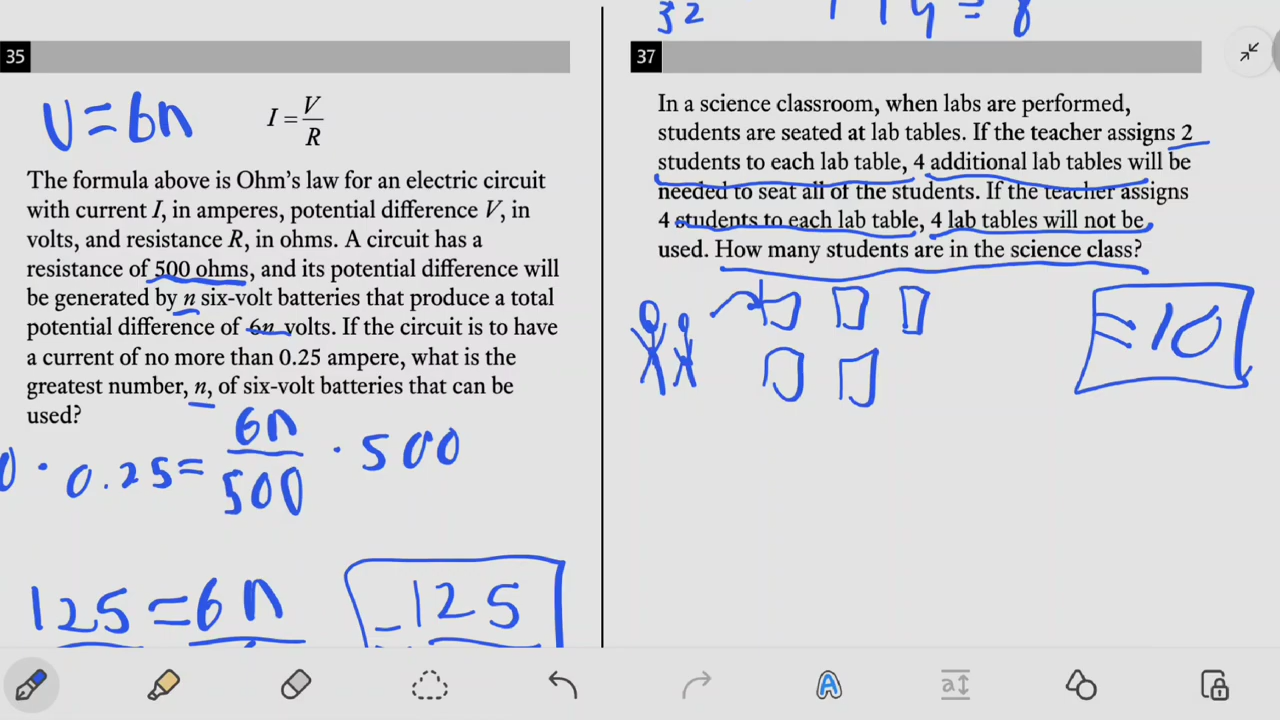 32
1 + 4 = 8
35
V = 6n
I = V/R
The formula above is Ohm's law for an electric circuit
with current I, in amperes, potential difference V, in
volts, and resistance R, in ohms. A circuit has a
resistance of 500 ohms, and its potential difference will
be generated by n six-volt batteries that produce a total
potential difference of 6n volts. If the circuit is to have
a current of no more than 0.25 ampere, what is the
greatest number, n, of six-volt batteries that can be
used?
0 · 0.25 = 6n/500 · 500
125 = 6n
125
37
In a science classroom, when labs are performed,
students are seated at lab tables. If the teacher assigns 2
students to each lab table, 4 additional lab tables will be
needed to seat all of the students. If the teacher assigns
4 students to each lab table, 4 lab tables will not be
used. How many students are in the science class?
= 10
A
a